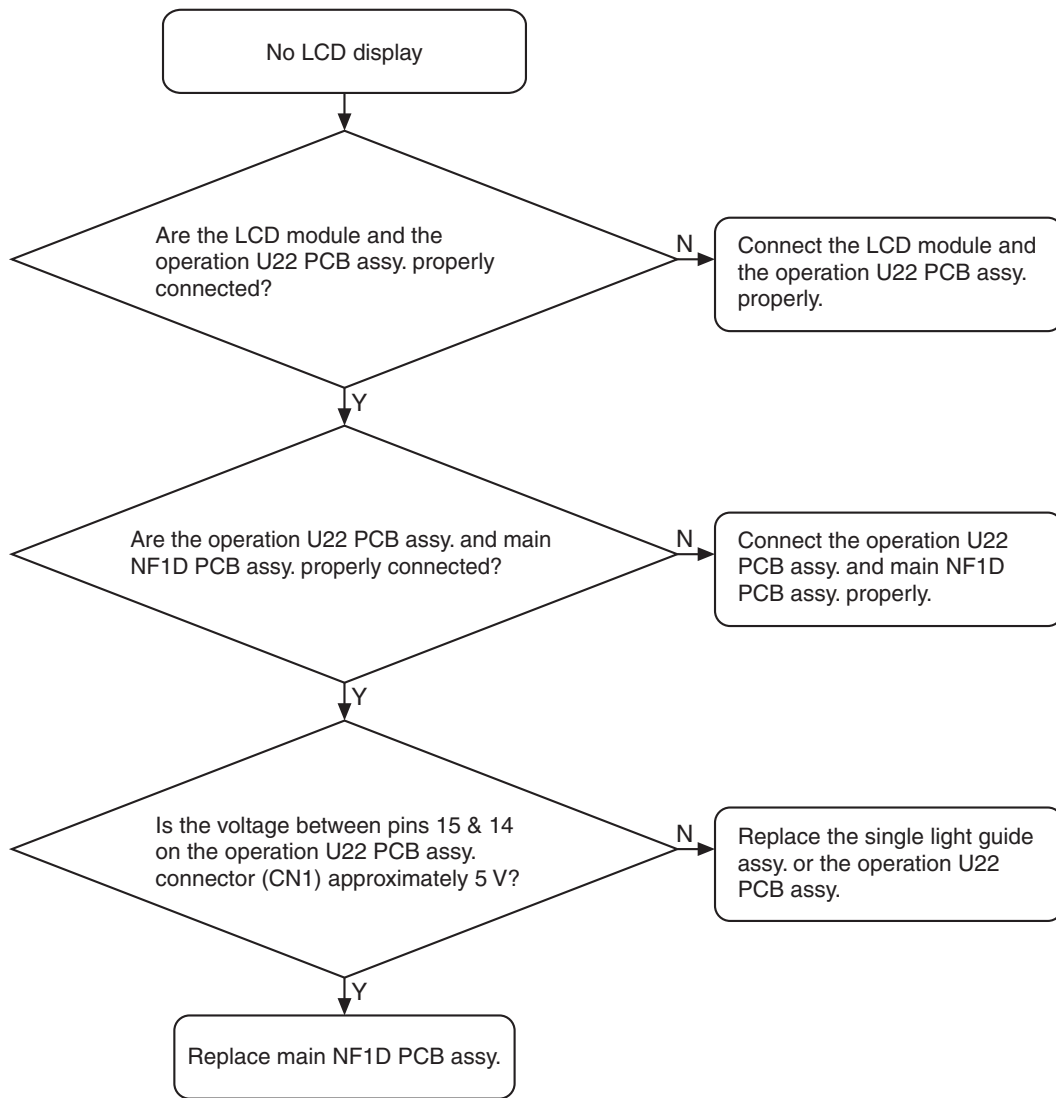 No LCD display
Are the LCD module and the
operation U22 PCB assy. properly
connected?
N
Connect the LCD module and
the operation U22 PCB assy.
properly.
Y
Are the operation U22 PCB assy. and main
NF1D PCB assy. properly connected?
N
Connect the operation U22
PCB assy. and main NF1D
PCB assy. properly.
Y
Is the voltage between pins 15 & 14
on the operation U22 PCB assy.
connector (CN1) approximately 5 V?
N
Replace the single light guide
assy. or the operation U22
PCB assy.
Y
Replace main NF1D PCB assy.